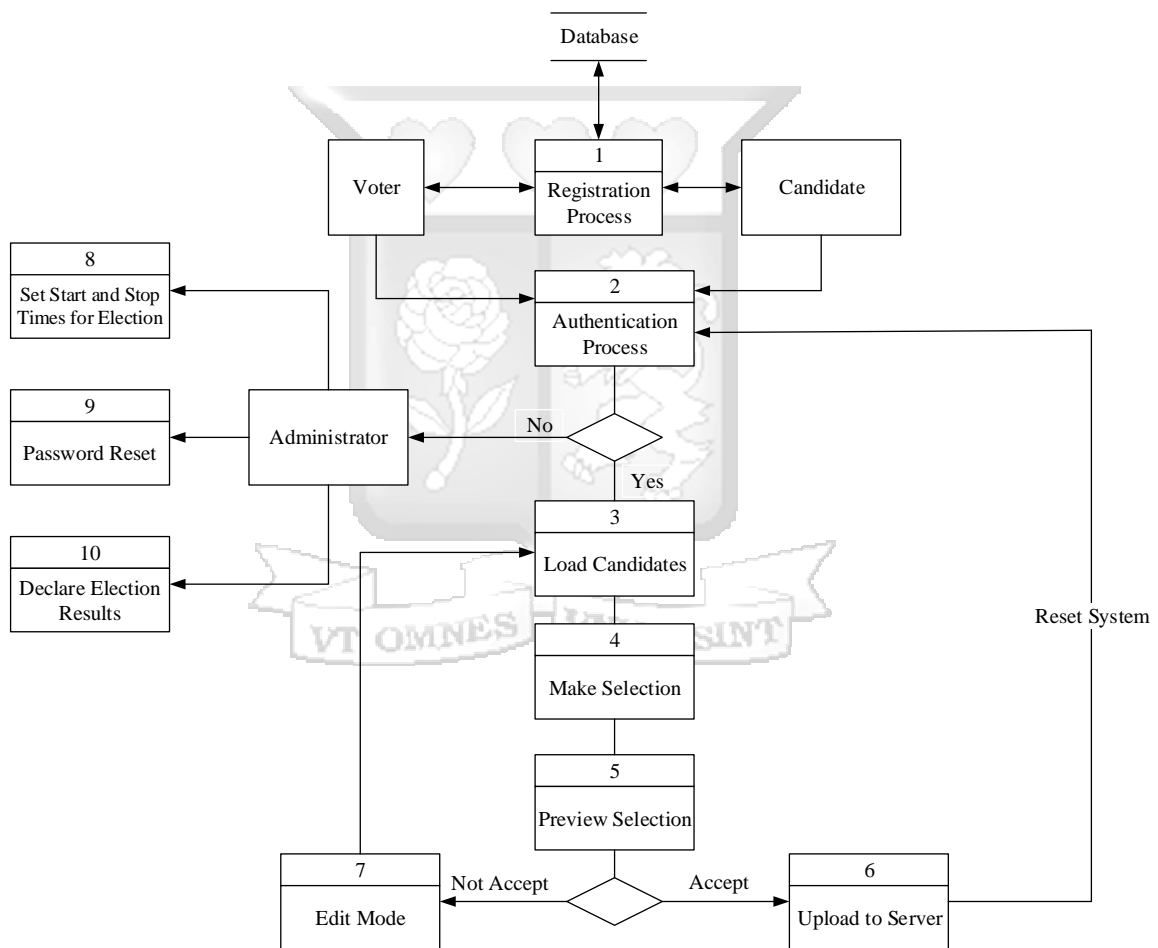 Database
1
Voter
Registration
Process
Candidate
8
Set Start and Stop
Times for Election
2
Authentication
Process
9
Password Reset
Administrator
No
Yes
3
Load Candidates
10
Declare Election
Results
VT OMNES
SINT
Reset System
4
Make Selection
5
Preview Selection
7
Edit Mode
Not Accept
Accept
6
Upload to Server